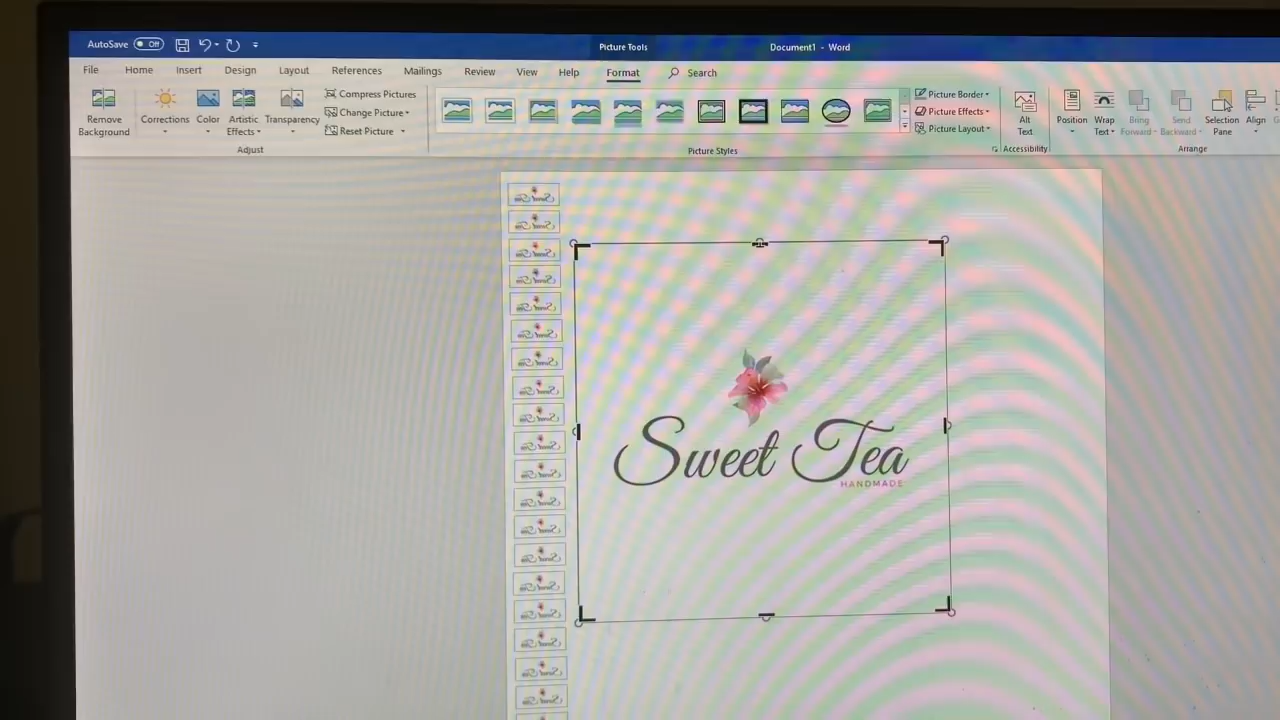 AutoSave Off Picture Tools Document1 - Word
File Home Insert Design Layout References Mailings Review View Help Format Search
Remove Background
Corrections
Color
Artistic Effects
Transparency
Compress Pictures
Change Picture
Reset Picture
Adjust
Picture Styles
Picture Border
Picture Effects
Picture Layout
Alt Text
Accessibility
Position
Wrap Text
Bring Forward
Send Backward
Selection Pane
Align
Arrange
Sweet Tea
HANDMADE